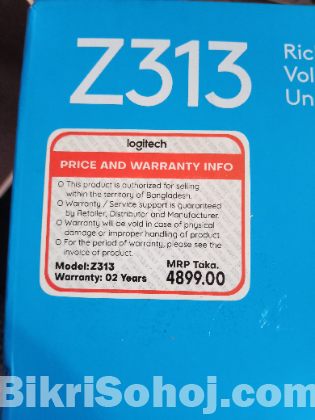 Z313
Ric
Vol
Un
logitech
PRICE AND WARRANTY INFO
This product is authorized for selling
within the territory of Bangladesh.
Warranty / Service support is guaranteed
by Retailer, Distributor and Manufacturer.
Warranty will be void in case of physical
damage or improper handling of product.
For the period of warranty, please see the
invoice of product.
Model:Z313
Warranty: 02 Years
MRP Taka.
4899.00
BikriSohoj.com